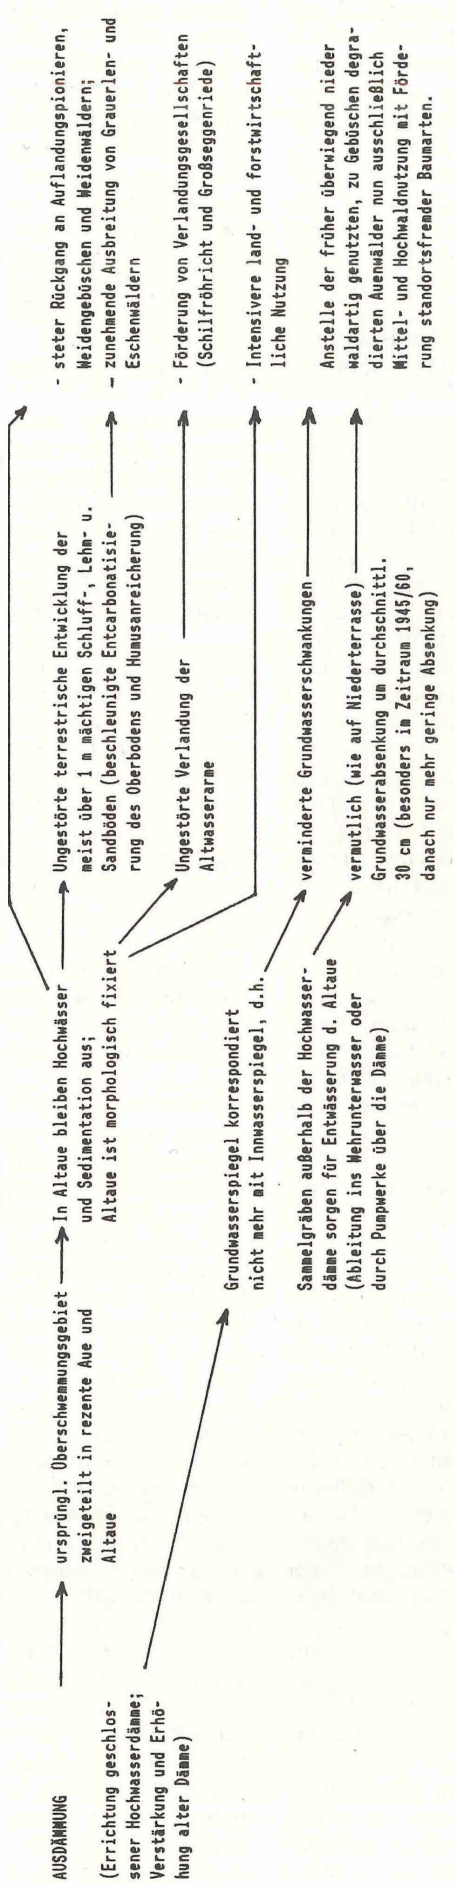 AUSDÄMMUNG
(Errichtung geschlos-
sener Hochwasserdämme;
Verstärkung und Erhö-
hung alter Dämme)
ursprüngl. Überschwemmungsgebiet
zweigeteilt in rezente Aue und
Altaue
In Altaue bleiben Hochwässer
und Sedimentation aus;
Altaue ist morphologisch fixiert
Grundwasserspiegel korrespondiert
nicht mehr mit Innwasserspiegel, d.h.
Sammelgräben außerhalb der Hochwasser-
dämme sorgen für Entwässerung d. Altaue
(Ableitung ins Wehrunterwasser oder
durch Pumpwerke über die Dämme)
Ungestörte terrestrische Entwicklung der
meist über 1 m mächtigen Schluff-, Lehm- u.
Sandböden (beschleunigte Entcarbonatisie-
rung des Oberbodens und Humusanreicherung)
Ungestörte Verlandung der
Altwasserarme
verminderte Grundwasserschwankungen
vermutlich (wie auf Niederterrasse)
Grundwasserabsenkung um durchschnittl.
30 cm (besonders im Zeitraum 1945/60,
danach nur mehr geringe Absenkung)
- steter Rückgang an Auflandungspionieren,
Weidengebüschen und Weidenwäldern;
- zunehmende Ausbreitung von Grauerlen- und
Eschenwäldern
- Förderung von Verlandungsgesellschaften
(Schilfröhricht und Großseggenriede)
- Intensivere land- und forstwirtschaft-
liche Nutzung
Anstelle der früher überwiegend nieder
waldartig genutzten, zu Gebüschen degra-
dierten Auenwälder nun ausschließlich
Mittel- und Hochwaldnutzung mit Förde-
rung standortsfremder Baumarten.